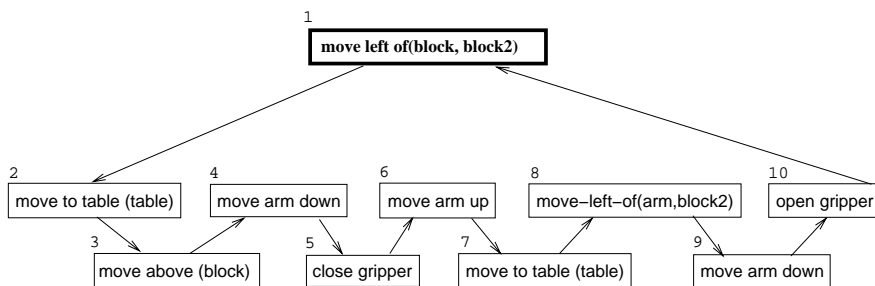 1
move left of(block, block2)
2
move to table (table)
3
move above (block)
4
move arm down
5
close gripper
6
move arm up
7
move to table (table)
8
move−left−of(arm,block2)
9
move arm down
10
open gripper